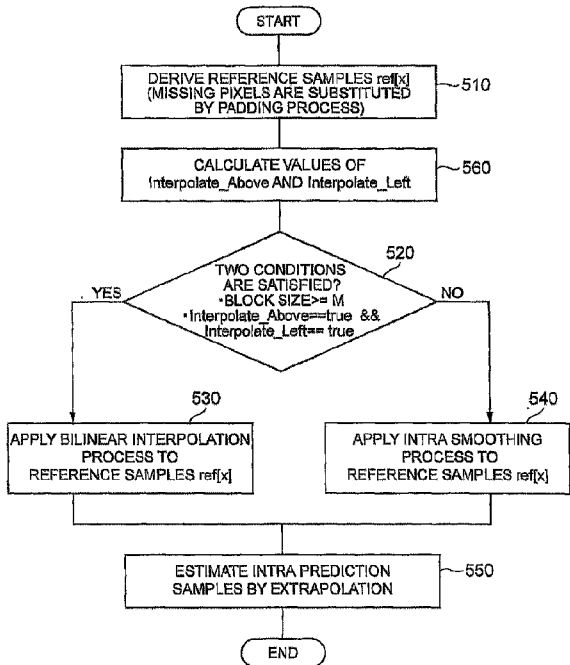 START
DERIVE REFERENCE SAMPLES ref[x]
(MISSING PIXELS ARE SUBSTITUTED
BY PADDING PROCESS)
510
CALCULATE VALUES OF
Interpolate_Above AND Interpolate_Left
560
520
TWO CONDITIONS
ARE SATISFIED?
•BLOCK SIZE>= M
•Interpolate_Above==true &&
Interpolate_Left== true
YES
NO
530
APPLY BILINEAR INTERPOLATION
PROCESS TO
REFERENCE SAMPLES ref[x]
540
APPLY INTRA SMOOTHING
PROCESS TO
REFERENCE SAMPLES ref[x]
ESTIMATE INTRA PREDICTION
SAMPLES BY EXTRAPOLATION
550
END